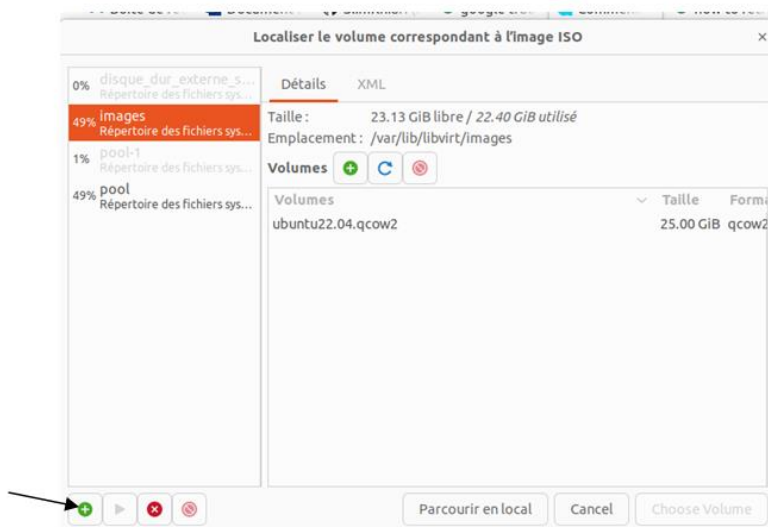 Localiser le volume correspondant à l'image ISO
0% disque_dur_externe_s...
Répertoire des fichiers sys...
49% images
Répertoire des fichiers sys...
1% pool-1
Répertoire des fichiers sys...
49% pool
Répertoire des fichiers sys...
Détails XML
Taille : 23.13 GiB libre / 22.40 GiB utilisé
Emplacement : /var/lib/libvirt/images
Volumes
Volumes Taille Forma
ubuntu22.04.qcow2 25.00 GiB qcow2
Parcourir en local Cancel Choose Volume